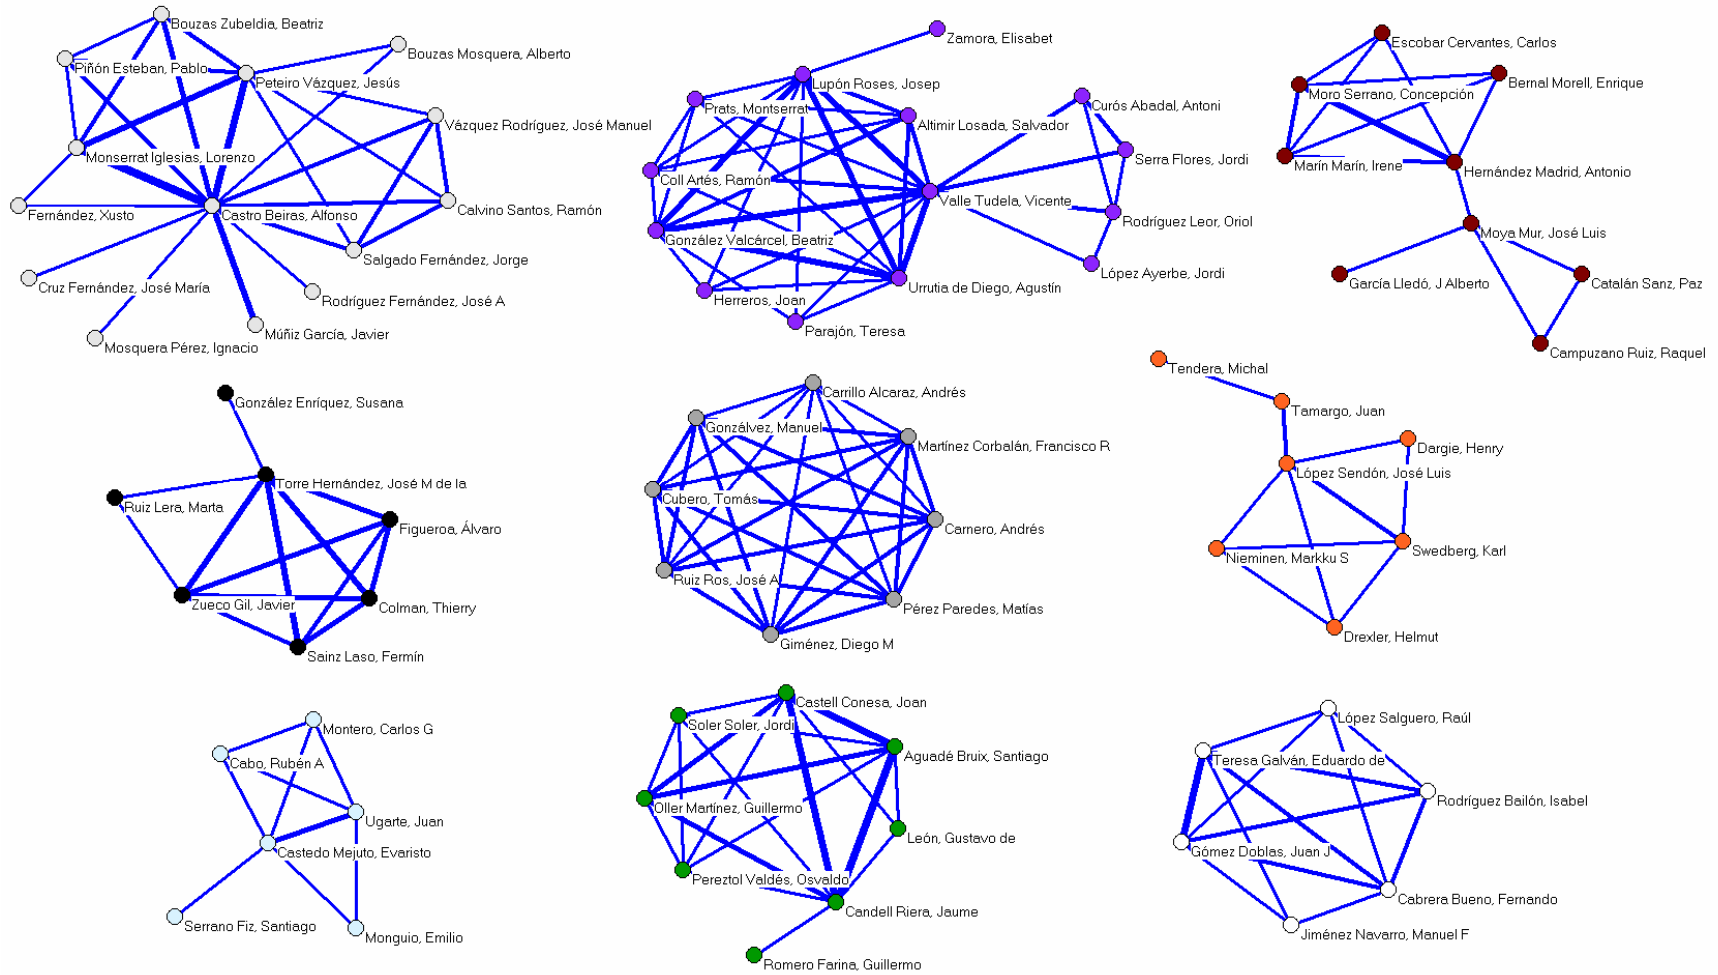 Bouzas Zubeldia, Beatriz
Bouzas Mosquera, Alberto
Piñón Esteban, Pablo
Peteiro Vázquez, Jesús
Vázquez Rodríguez, José Manuel
Monserrat Iglesias, Lorenzo
Fernández, Xusto
Castro Beiras, Alfonso
Calvino Santos, Ramón
Salgado Fernández, Jorge
Cruz Fernández, José María
Rodríguez Fernández, José A
Múñiz García, Javier
Mosquera Pérez, Ignacio
Zamora, Elisabet
Lupón Roses, Josep
Prats, Montserrat
Curós Abadal, Antoni
Altimir Losada, Salvador
Serra Flores, Jordi
Coll Artés, Ramón
Valle Tudela, Vicente
Rodríguez Leor, Oriol
González Valcárcel, Beatriz
López Ayerbe, Jordi
Urrutia de Diego, Agustín
Herreros, Joan
Parajón, Teresa
Escobar Cervantes, Carlos
Bernal Morell, Enrique
Moro Serrano, Concepción
Marín Marín, Irene
Hernández Madrid, Antonio
Moya Mur, José Luis
García Lledó, J Alberto
Catalán Sanz, Paz
Campuzano Ruiz, Raquel
González Enríquez, Susana
Torre Hernández, José M de la
Ruiz Lera, Marta
Figueroa, Álvaro
Zueco Gil, Javier
Colman, Thierry
Sainz Laso, Fermín
Carrillo Alcaraz, Andrés
Gonzálvez, Manuel
Martínez Corbalán, Francisco R
Cubero, Tomás
Carnero, Andrés
Ruiz Ros, José A
Pérez Paredes, Matías
Giménez, Diego M
Tendera, Michal
Tamargo, Juan
Dargie, Henry
López Sendón, José Luis
Swedberg, Karl
Nieminen, Markku S
Drexler, Helmut
Montero, Carlos G
Cabo, Rubén A
Ugarte, Juan
Castedo Mejuto, Evaristo
Serrano Fiz, Santiago
Monguio, Emilio
Castell Conesa, Joan
Soler Soler, Jordi
Aguadé Bruix, Santiago
Oller Martínez, Guillermo
León, Gustavo de
Pereztol Valdés, Osvaldo
Candell Riera, Jaume
Romero Farina, Guillermo
López Salguero, Raúl
Teresa Galván, Eduardo de
Rodríguez Bailón, Isabel
Gómez Doblas, Juan J
Cabrera Bueno, Fernando
Jiménez Navarro, Manuel F